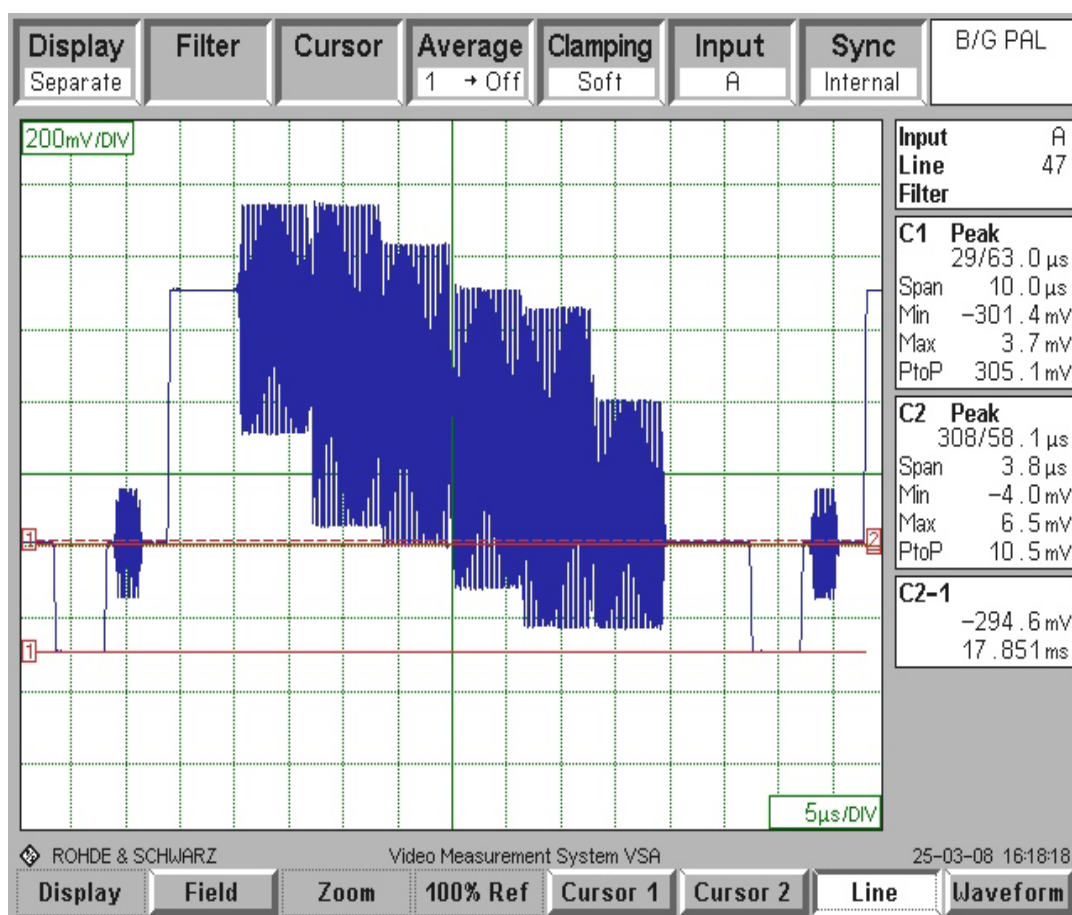 Display Filter Cursor Average Clamping Input Sync B/G PAL
Separate 1 → Off Soft A Internal
200mV/DIV
Input A
Line 47
Filter
C1 Peak
29/63.0 µs
Span 10.0 µs
Min -301.4 mV
Max 3.7 mV
PtoP 305.1 mV
C2 Peak
308/58.1 µs
Span 3.8 µs
Min -4.0 mV
Max 6.5 mV
PtoP 10.5 mV
C2-1
-294.6 mV
17.851 ms
1
2
1
5µs/DIV
ROHDE & SCHWARZ Video Measurement System VSA 25-03-08 16:18:18
Display Field Zoom 100% Ref Cursor 1 Cursor 2 Line Waveform